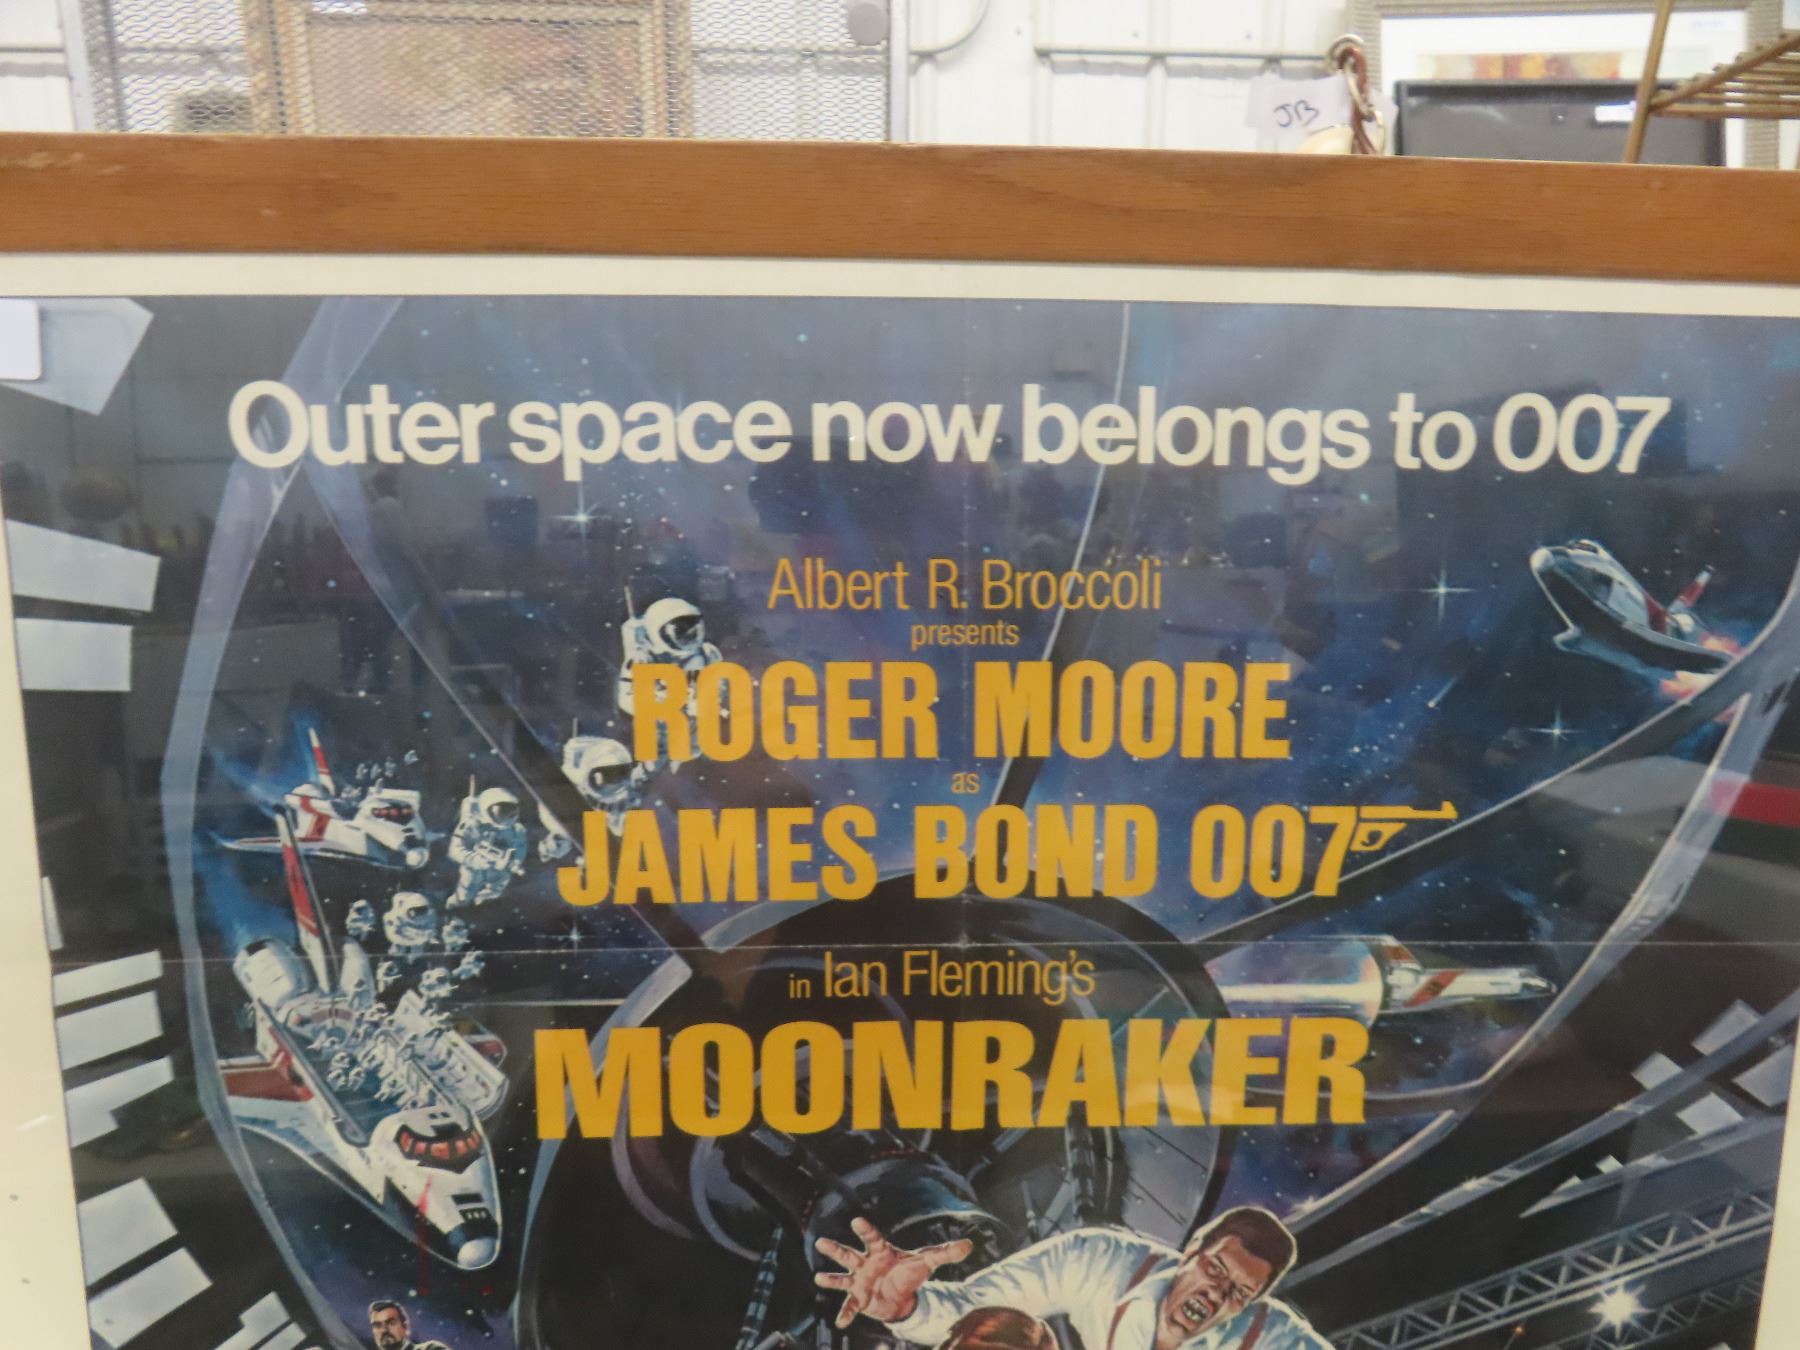 JB
Outer space now belongs to 007
Albert R. Broccoli
presents
ROGER MOORE
as
JAMES BOND 007
in Ian Fleming's
MOONRAKER